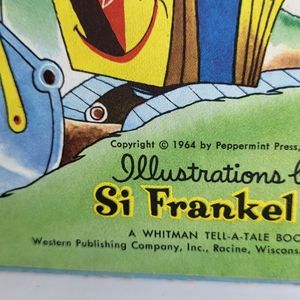 Copyright © 1964 by Peppermint Press,
Illustrations
Si Frankel
A WHITMAN TELL-A-TALE BOO
Western Publishing Company, Inc., Racine, Wiscons